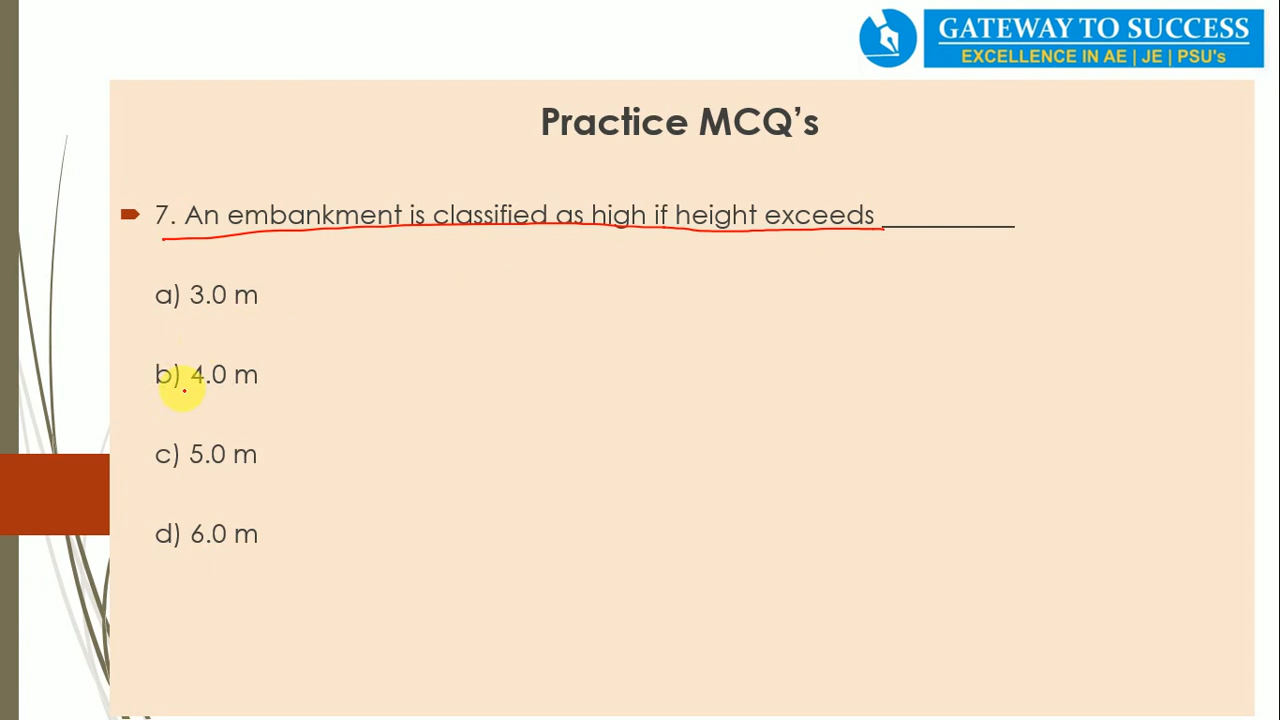 GATEWAY TO SUCCESS
EXCELLENCE IN AE | JE | PSU's
Practice MCQ’s
7. An embankment is classified as high if height exceeds __________
a) 3.0 m
b) 4.0 m
c) 5.0 m
d) 6.0 m